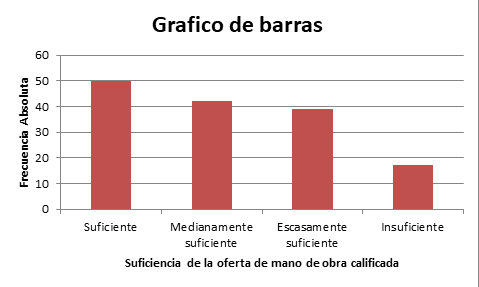 Grafico de barras
60
50
40
30
20
10
0
Frecuencia Absoluta
Suficiente
Medianamente
suficiente
Escasamente
suficiente
Insuficiente
Suficiencia de la oferta de mano de obra calificada